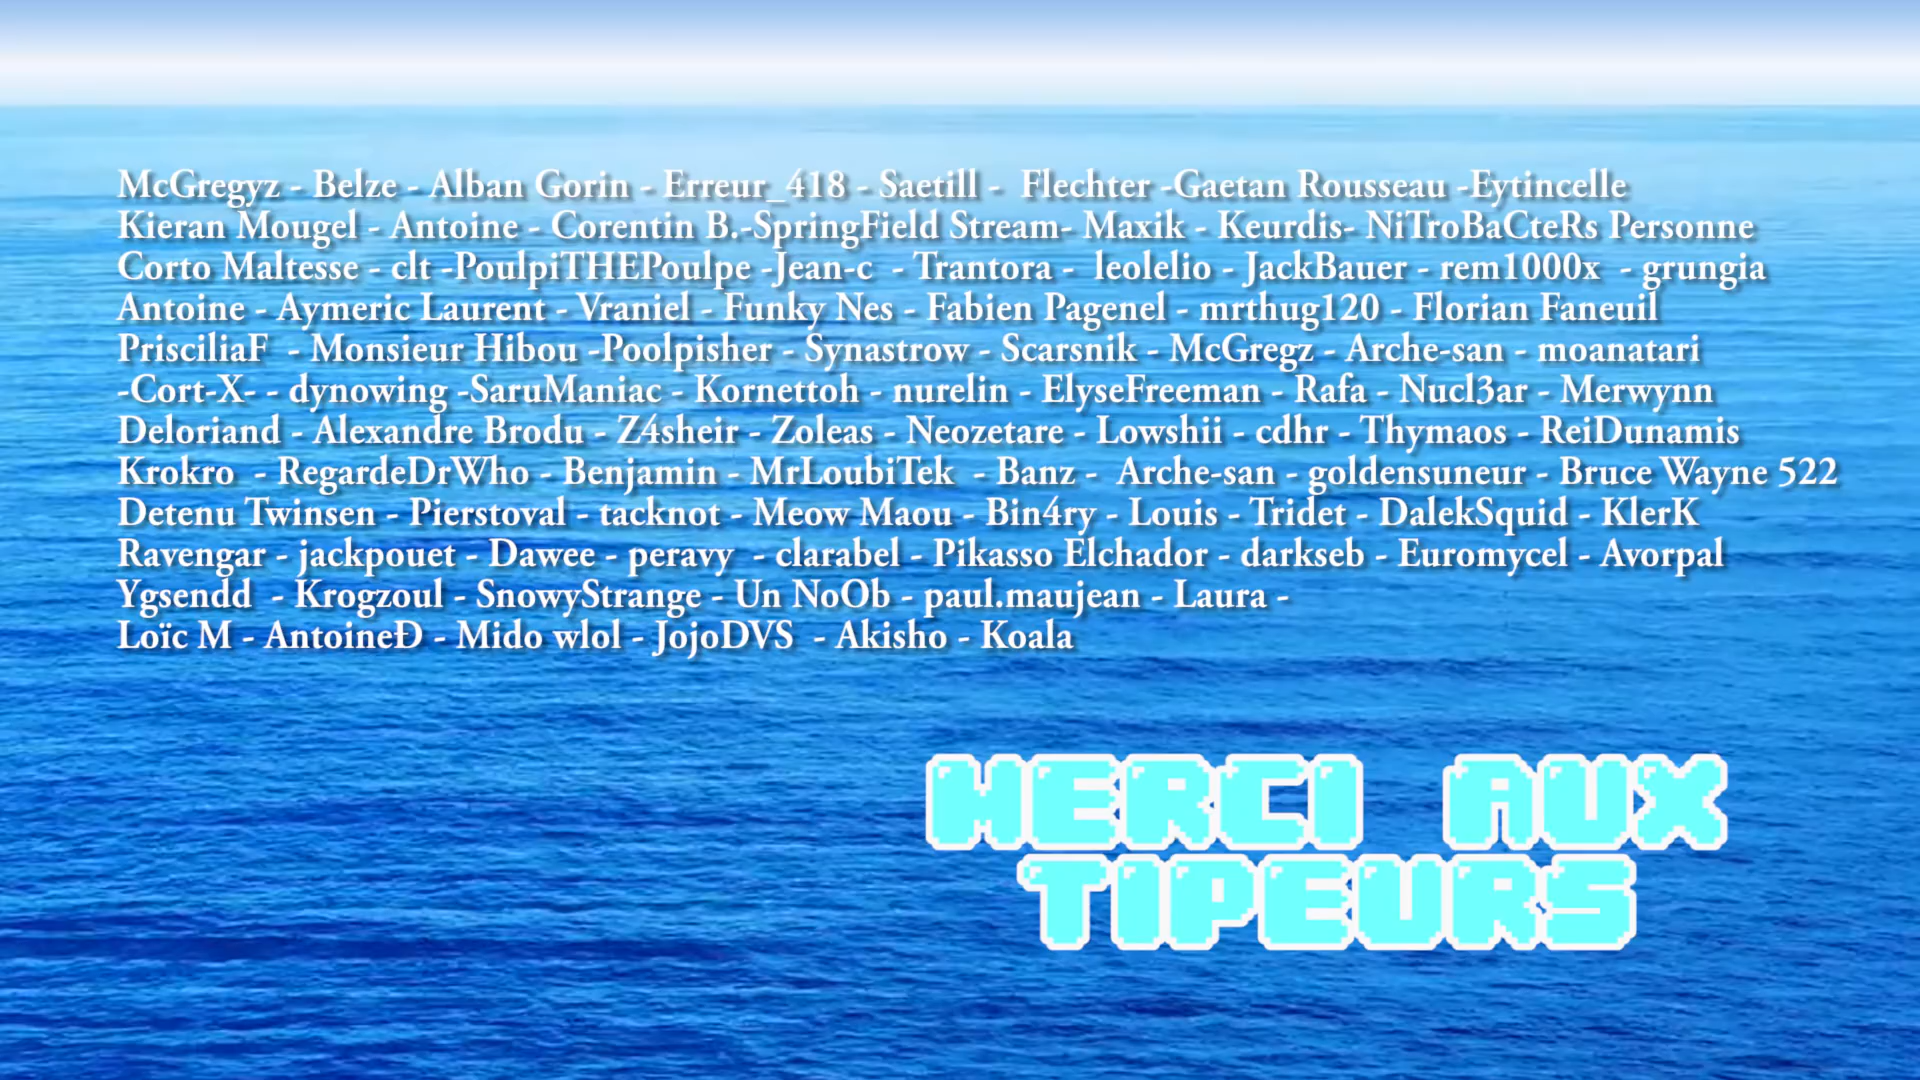 McGregyz - Belze - Alban Gorin - Erreur_418 - Saetill -  Flechter -Gaetan Rousseau -Eytincelle
Kieran Mougel - Antoine - Corentin B.-SpringField Stream- Maxik - Keurdis- NiTroBaCteRs Personne
Corto Maltesse - clt -PoulpiTHEPoulpe -Jean-c  - Trantora -  leolelio - JackBauer - rem1000x  - grungia
Antoine - Aymeric Laurent - Vraniel - Funky Nes - Fabien Pagenel - mrthug120 - Florian Faneuil
PrisciliaF  - Monsieur Hibou -Poolpisher - Synastrow - Scarsnik - McGregz - Arche-san - moanatari
-Cort-X- - dynowing -SaruManiac - Kornettoh - nurelin - ElyseFreeman - Rafa - Nucl3ar - Merwynn
Deloriand - Alexandre Brodu - Z4sheir - Zoleas - Neozetare - Lowshii - cdhr - Thymaos - ReiDunamis
Krokro  - RegardeDrWho - Benjamin - MrLoubiTek  - Banz -  Arche-san - goldensuneur - Bruce Wayne 522
Detenu Twinsen - Pierstoval - tacknot - Meow Maou - Bin4ry - Louis - Tridet - DalekSquid - KlerK
Ravengar - jackpouet - Dawee - peravy  - clarabel - Pikasso Elchador - darkseb - Euromycel - Avorpal
Ygsendd  - Krogzoul - SnowyStrange - Un NoOb - paul.maujean - Laura -
Loïc M - AntoineĐ - Mido wlol - JojoDVS  - Akisho - Koala
MERCI AUX
TIPEURS